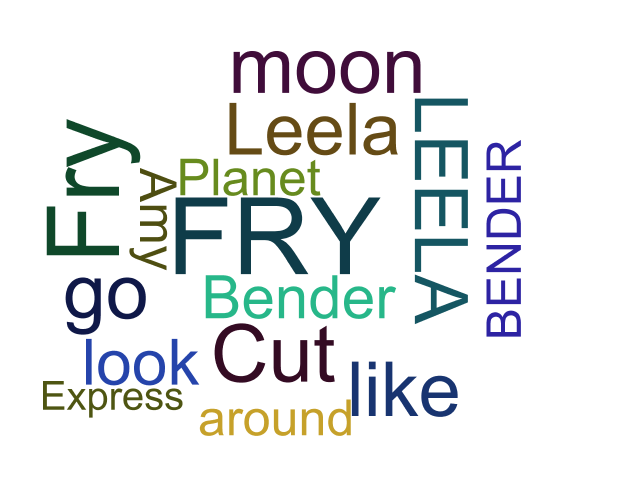 moon
Leela
LEELA
Fry
Amy
Planet
FRY
BENDER
go
Bender
Cut
look
like
Express
around